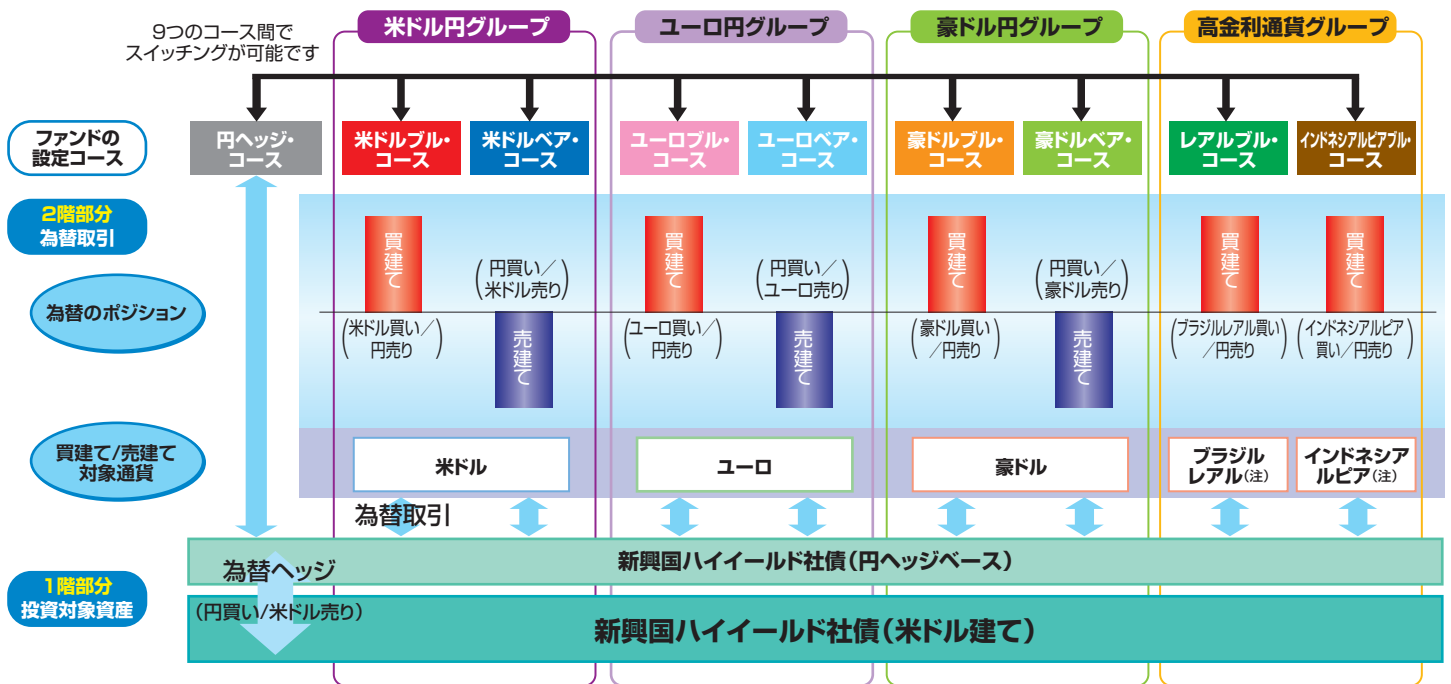 9つのコース間で
スイッチングが可能です
米ドル円グループ
ユーロ円グループ
豪ドル円グループ
高金利通貨グループ
ファンドの
設定コース
円ヘッジ・
コース
米ドルブル・
コース
米ドルベア・
コース
ユーロブル・
コース
ユーロベア・
コース
豪ドルブル・
コース
豪ドルベア・
コース
レアルブル・
コース
インドネシアルピアブル・
コース
2階部分
為替取引
為替のポジション
買建て
(米ドル買い/
円売り)
(円買い/
米ドル売り)
売建て
買建て
(ユーロ買い/
円売り)
(円買い/
ユーロ売り)
売建て
買建て
(豪ドル買い
/円売り)
(円買い/
豪ドル売り)
売建て
買建て
(ブラジルレアル買い
/円売り)
買建て
(インドネシアルピア
買い/円売り)
買建て/売建て
対象通貨
米ドル
ユーロ
豪ドル
ブラジル
レアル(注)
インドネシア
ルピア(注)
為替取引
1階部分
投資対象資産
新興国ハイイールド社債(円ヘッジベース)
為替ヘッジ
(円買い/米ドル売り)
新興国ハイイールド社債(米ドル建て)